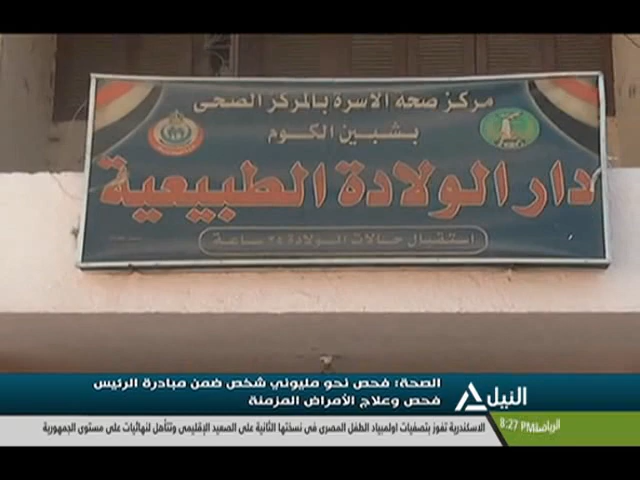 مركز صحه الاسرة بالمركز الصحى
بشبين الكوم
دار الولادة الطبيعية
استقبال حالات الولادة ٢٤ ساعة
الصحة: فحص نحو مليوني شخص ضمن مبادرة الرئيس
فحص وعلاج الأمراض المزمنة
النيل
الاسكندرية تفوز بتصفيات اولمبياد الطفل المصرى فى نسختها الثانية على الصعيد الإقليمى وتتأهل لنهائيات على مستوى الجمهورية
الرياضة
8:27 PM